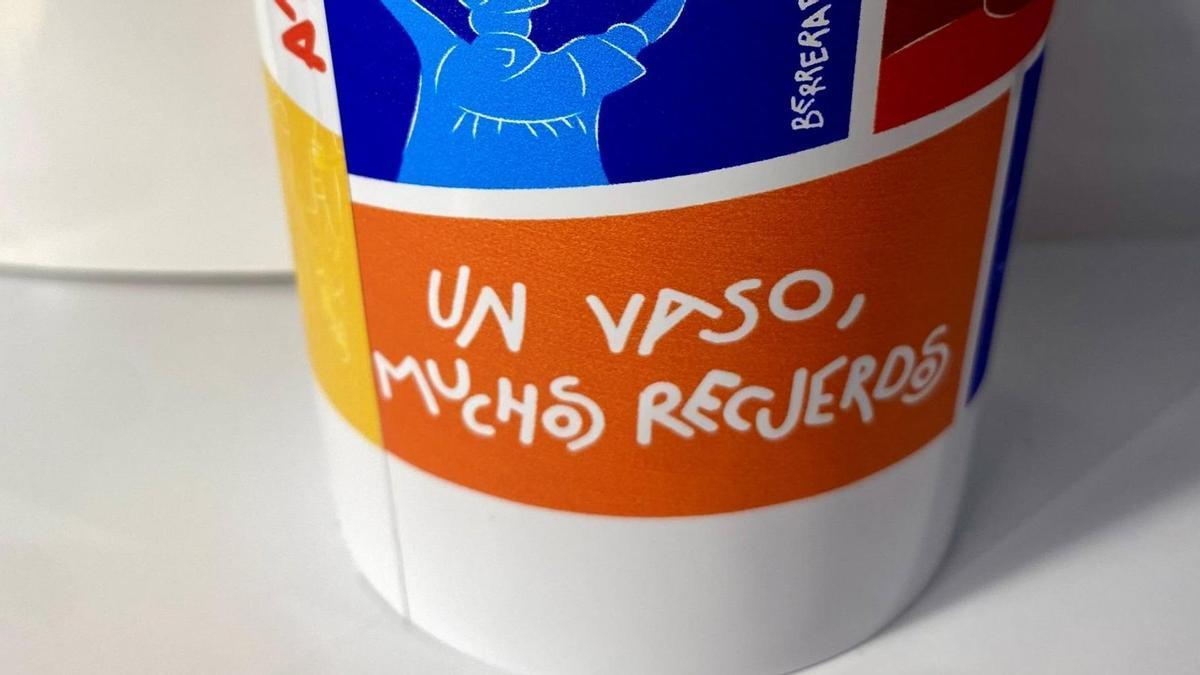 UN VASO,
MUCHOS RECUERDOS